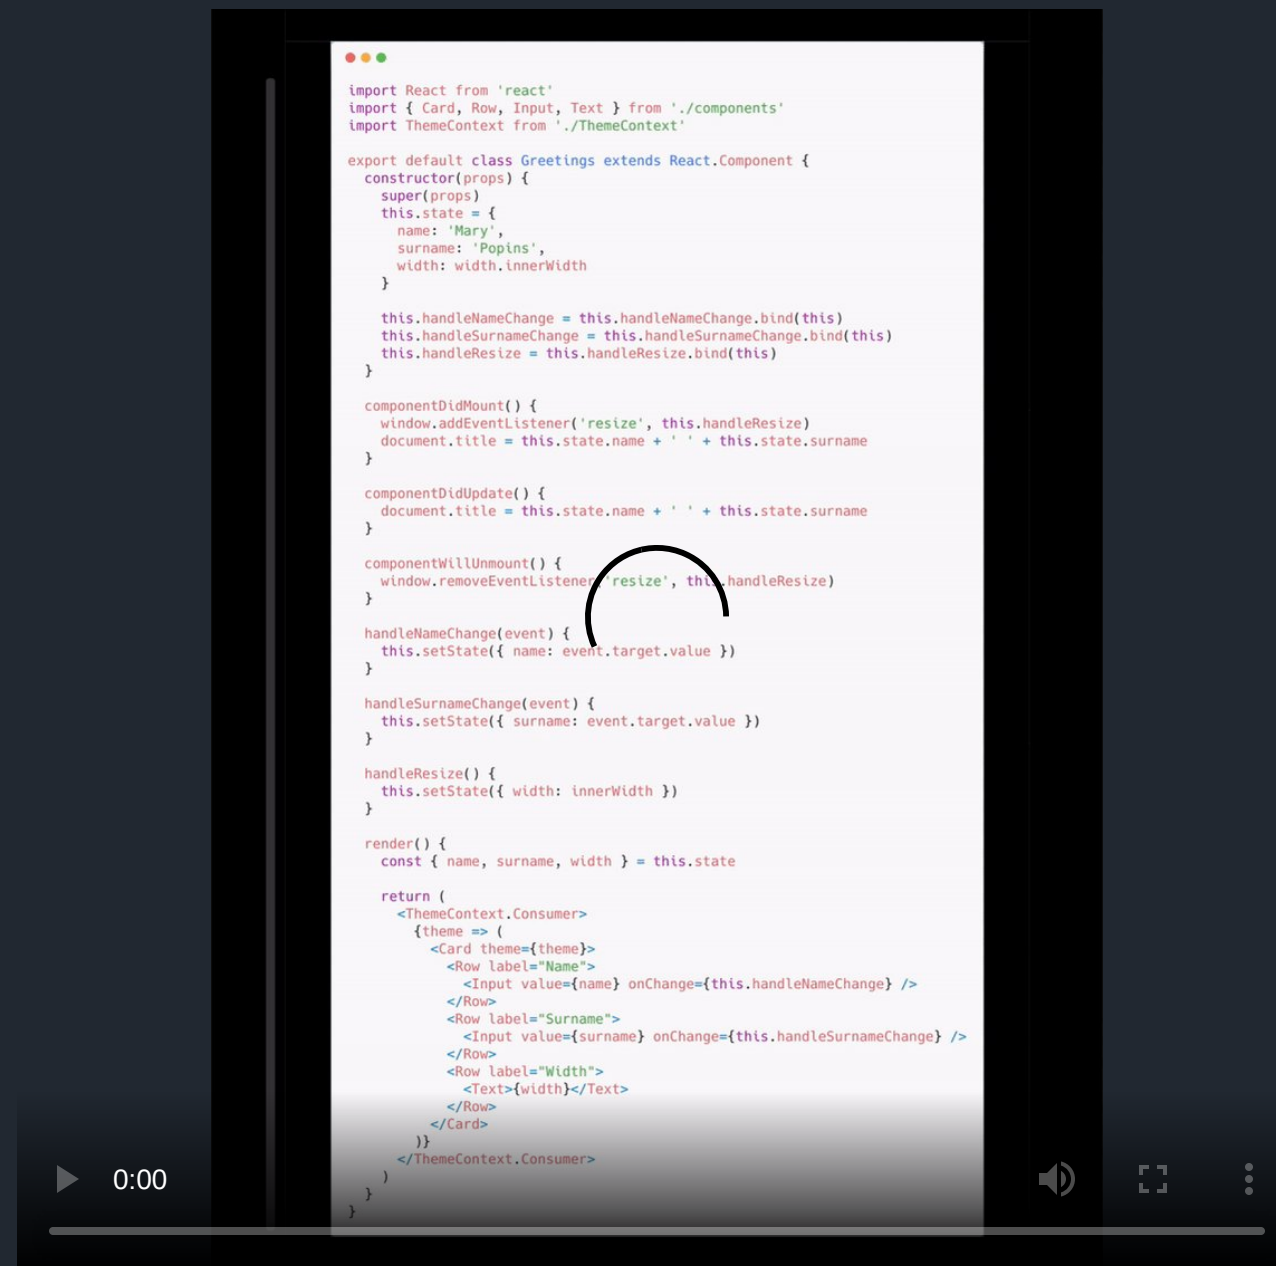 import React from 'react'
import { Card, Row, Input, Text } from './components'
import ThemeContext from './ThemeContext'

export default class Greetings extends React.Component {
  constructor(props) {
    super(props)
    this.state = {
      name: 'Mary',
      surname: 'Popins',
      width: width.innerWidth
    }

    this.handleNameChange = this.handleNameChange.bind(this)
    this.handleSurnameChange = this.handleSurnameChange.bind(this)
    this.handleResize = this.handleResize.bind(this)
  }

  componentDidMount() {
    window.addEventListener('resize', this.handleResize)
    document.title = this.state.name + ' ' + this.state.surname
  }

  componentDidUpdate() {
    document.title = this.state.name + ' ' + this.state.surname
  }

  componentWillUnmount() {
    window.removeEventListener('resize', this.handleResize)
  }

  handleNameChange(event) {
    this.setState({ name: event.target.value })
  }

  handleSurnameChange(event) {
    this.setState({ surname: event.target.value })
  }

  handleResize() {
    this.setState({ width: innerWidth })
  }

  render() {
    const { name, surname, width } = this.state

    return (
      <ThemeContext.Consumer>
        {theme => (
          <Card theme={theme}>
            <Row label="Name">
              <Input value={name} onChange={this.handleNameChange} />
            </Row>
            <Row label="Surname">
              <Input value={surname} onChange={this.handleSurnameChange} />
            </Row>
            <Row label="Width">
              <Text>{width}</Text>
            </Row>
          </Card>
        )}
      </ThemeContext.Consumer>
    )
  }
}
0:00